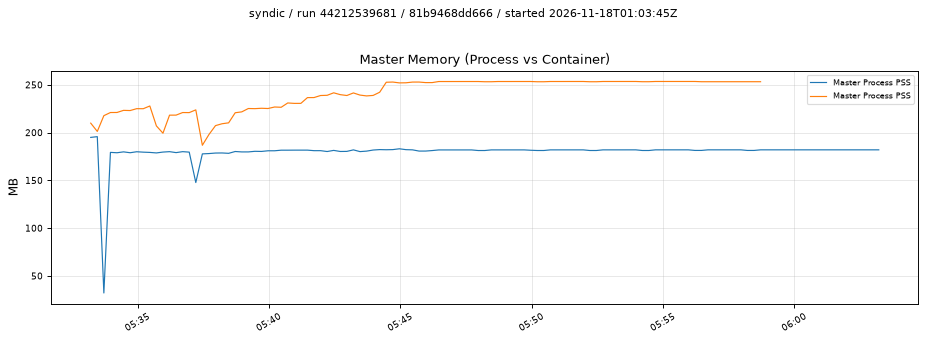 syndic / run 44212539681 / 81b9468dd666 / started 2026-11-18T01:03:45Z
Master Memory (Process vs Container)
Master Process PSS
Master Process PSS
MB
250
200
150
100
50
05:35
05:40
05:45
05:50
05:55
06:00